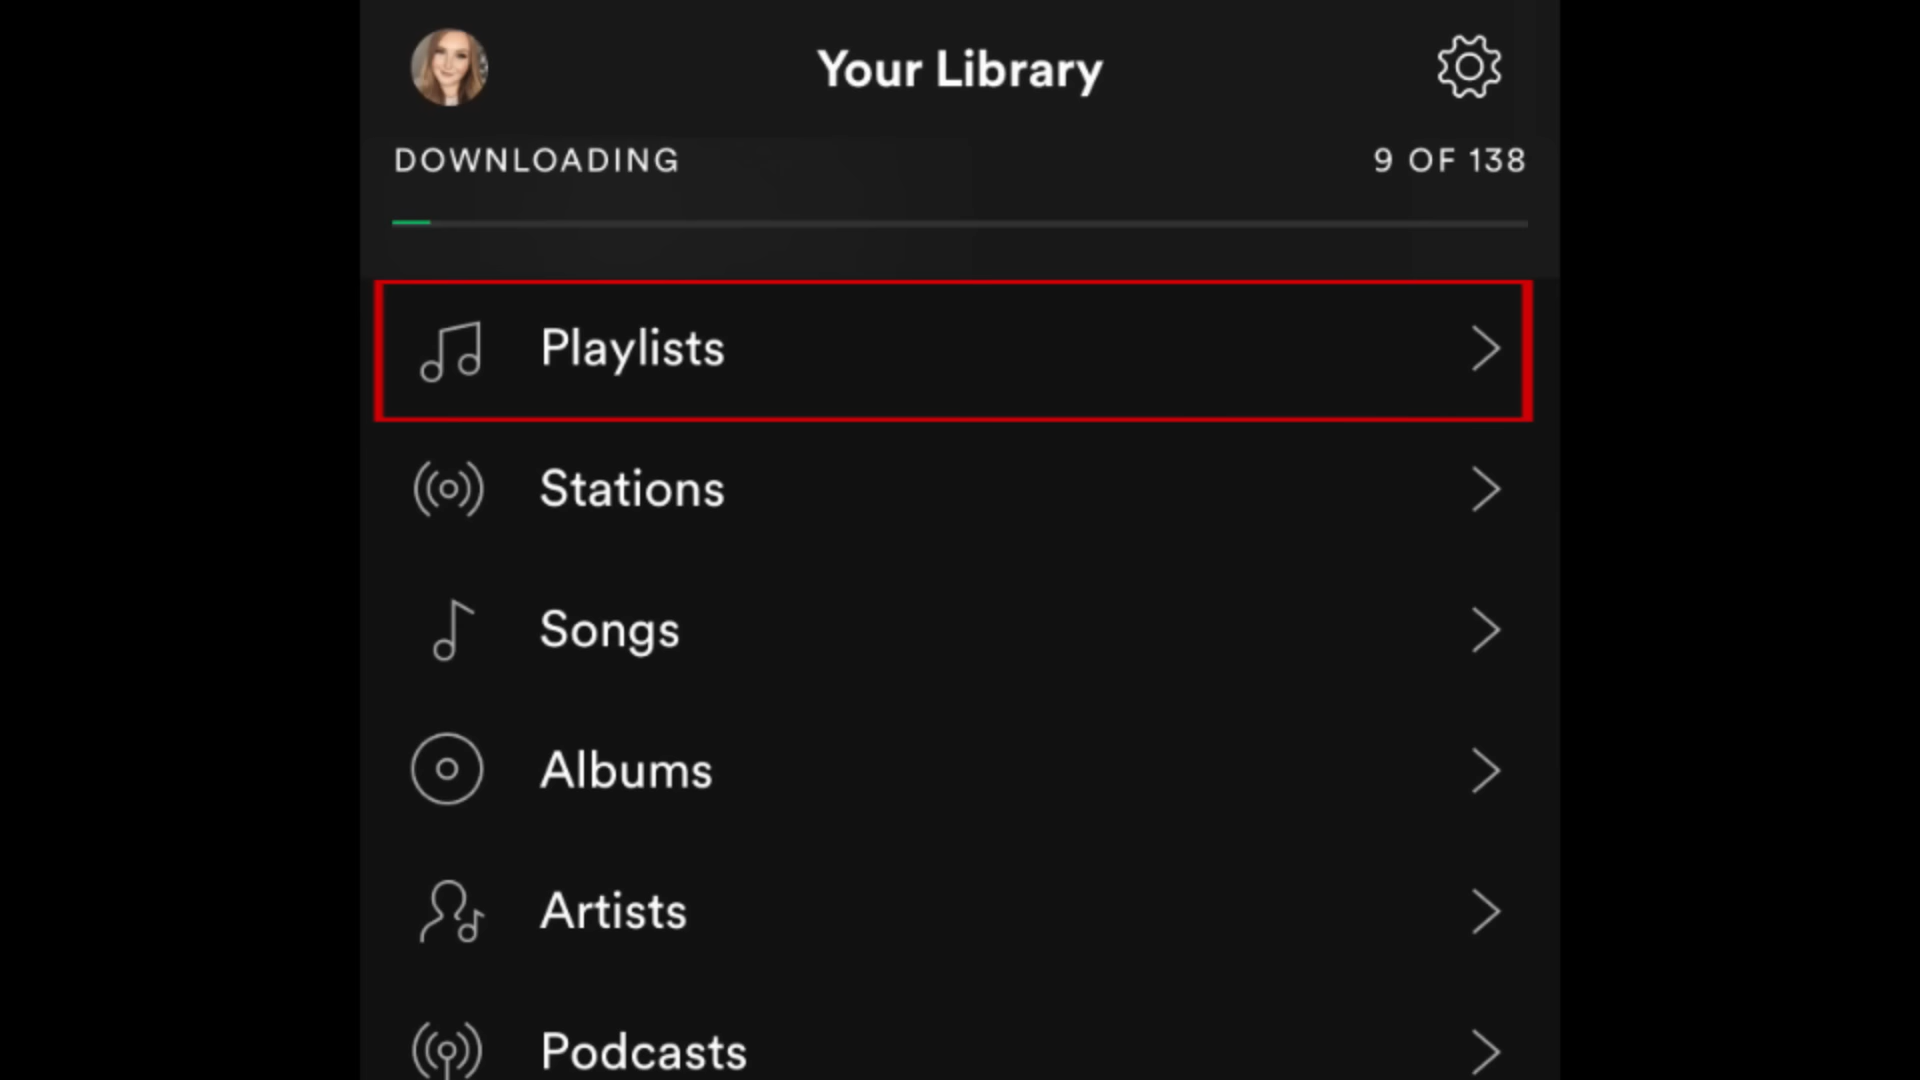 Your Library
DOWNLOADING 9 OF 138
Playlists
Stations
Songs
Albums
Artists
Podcasts